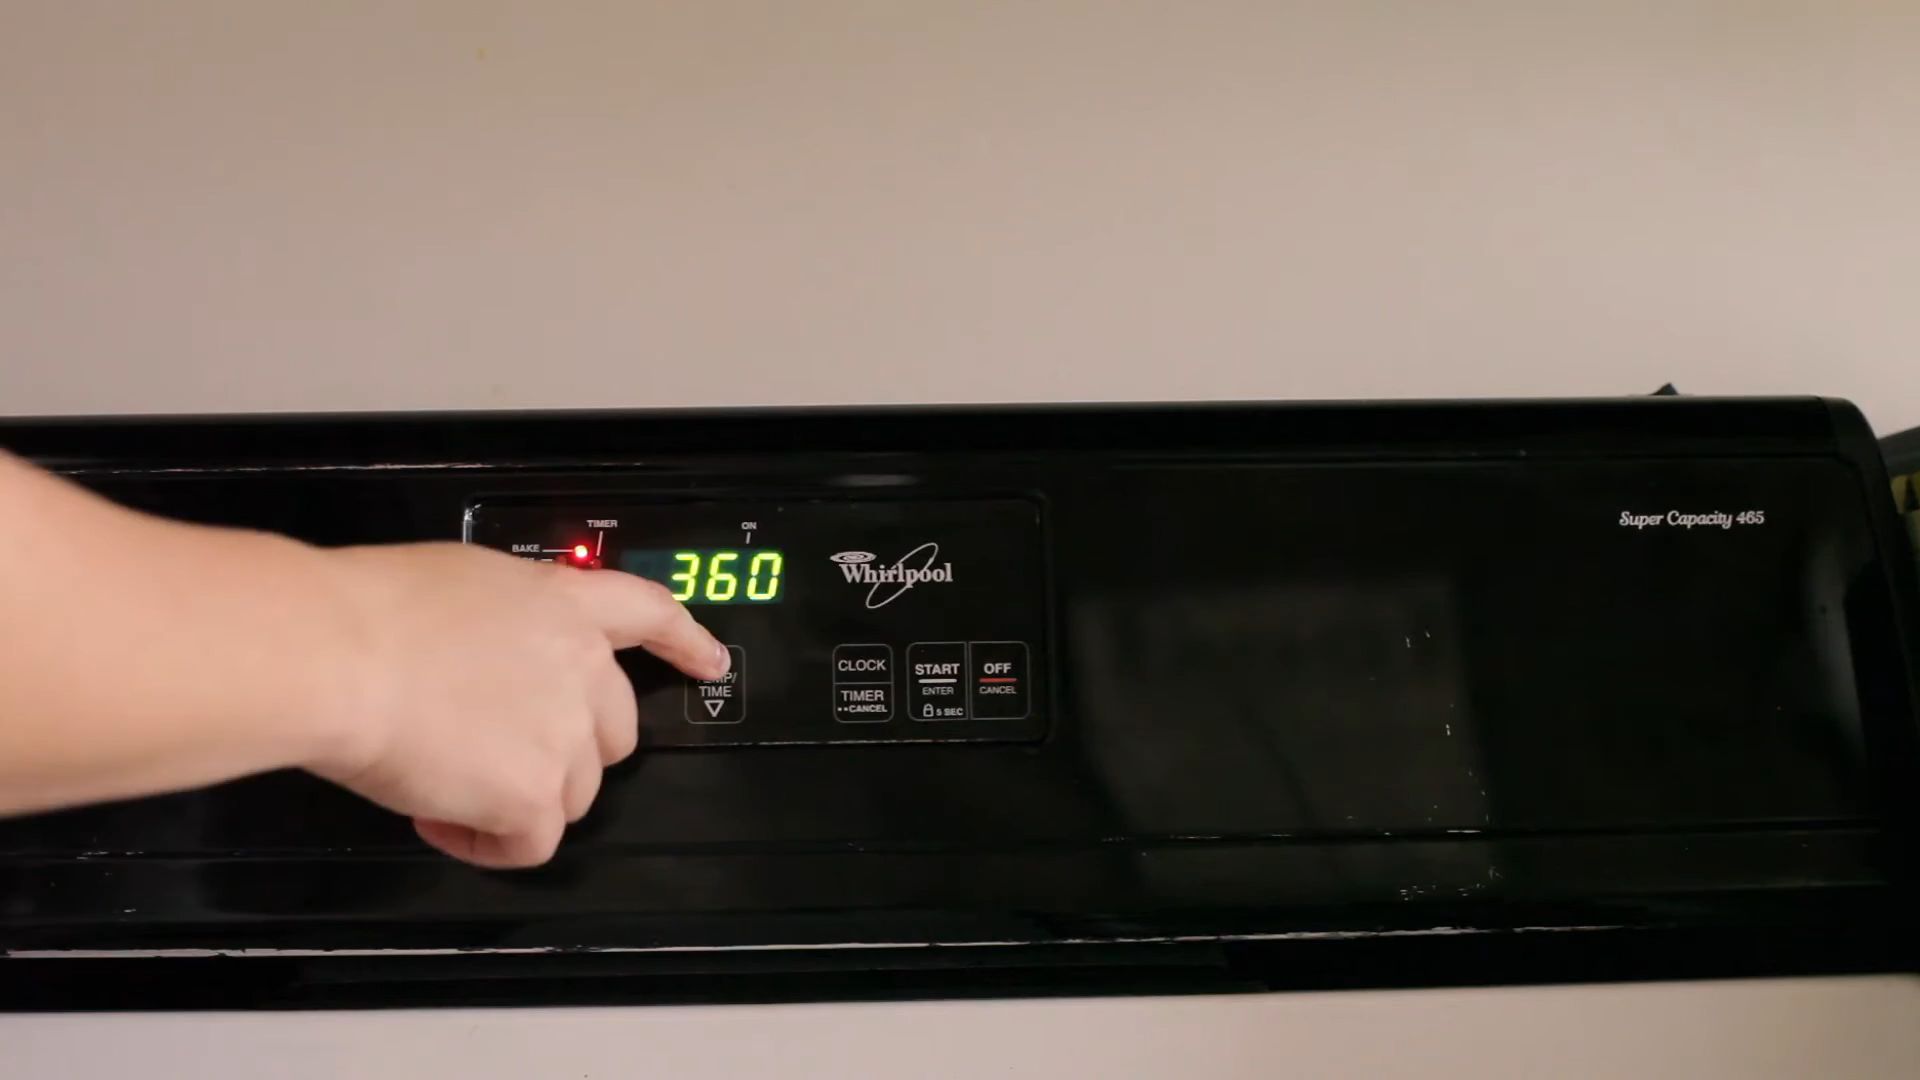 TIMER
ON
BAKE
360
Whirlpool
Super Capacity 465
TIME
CLOCK
TIMER
CANCEL
START
ENTER
5 SEC
OFF
CANCEL